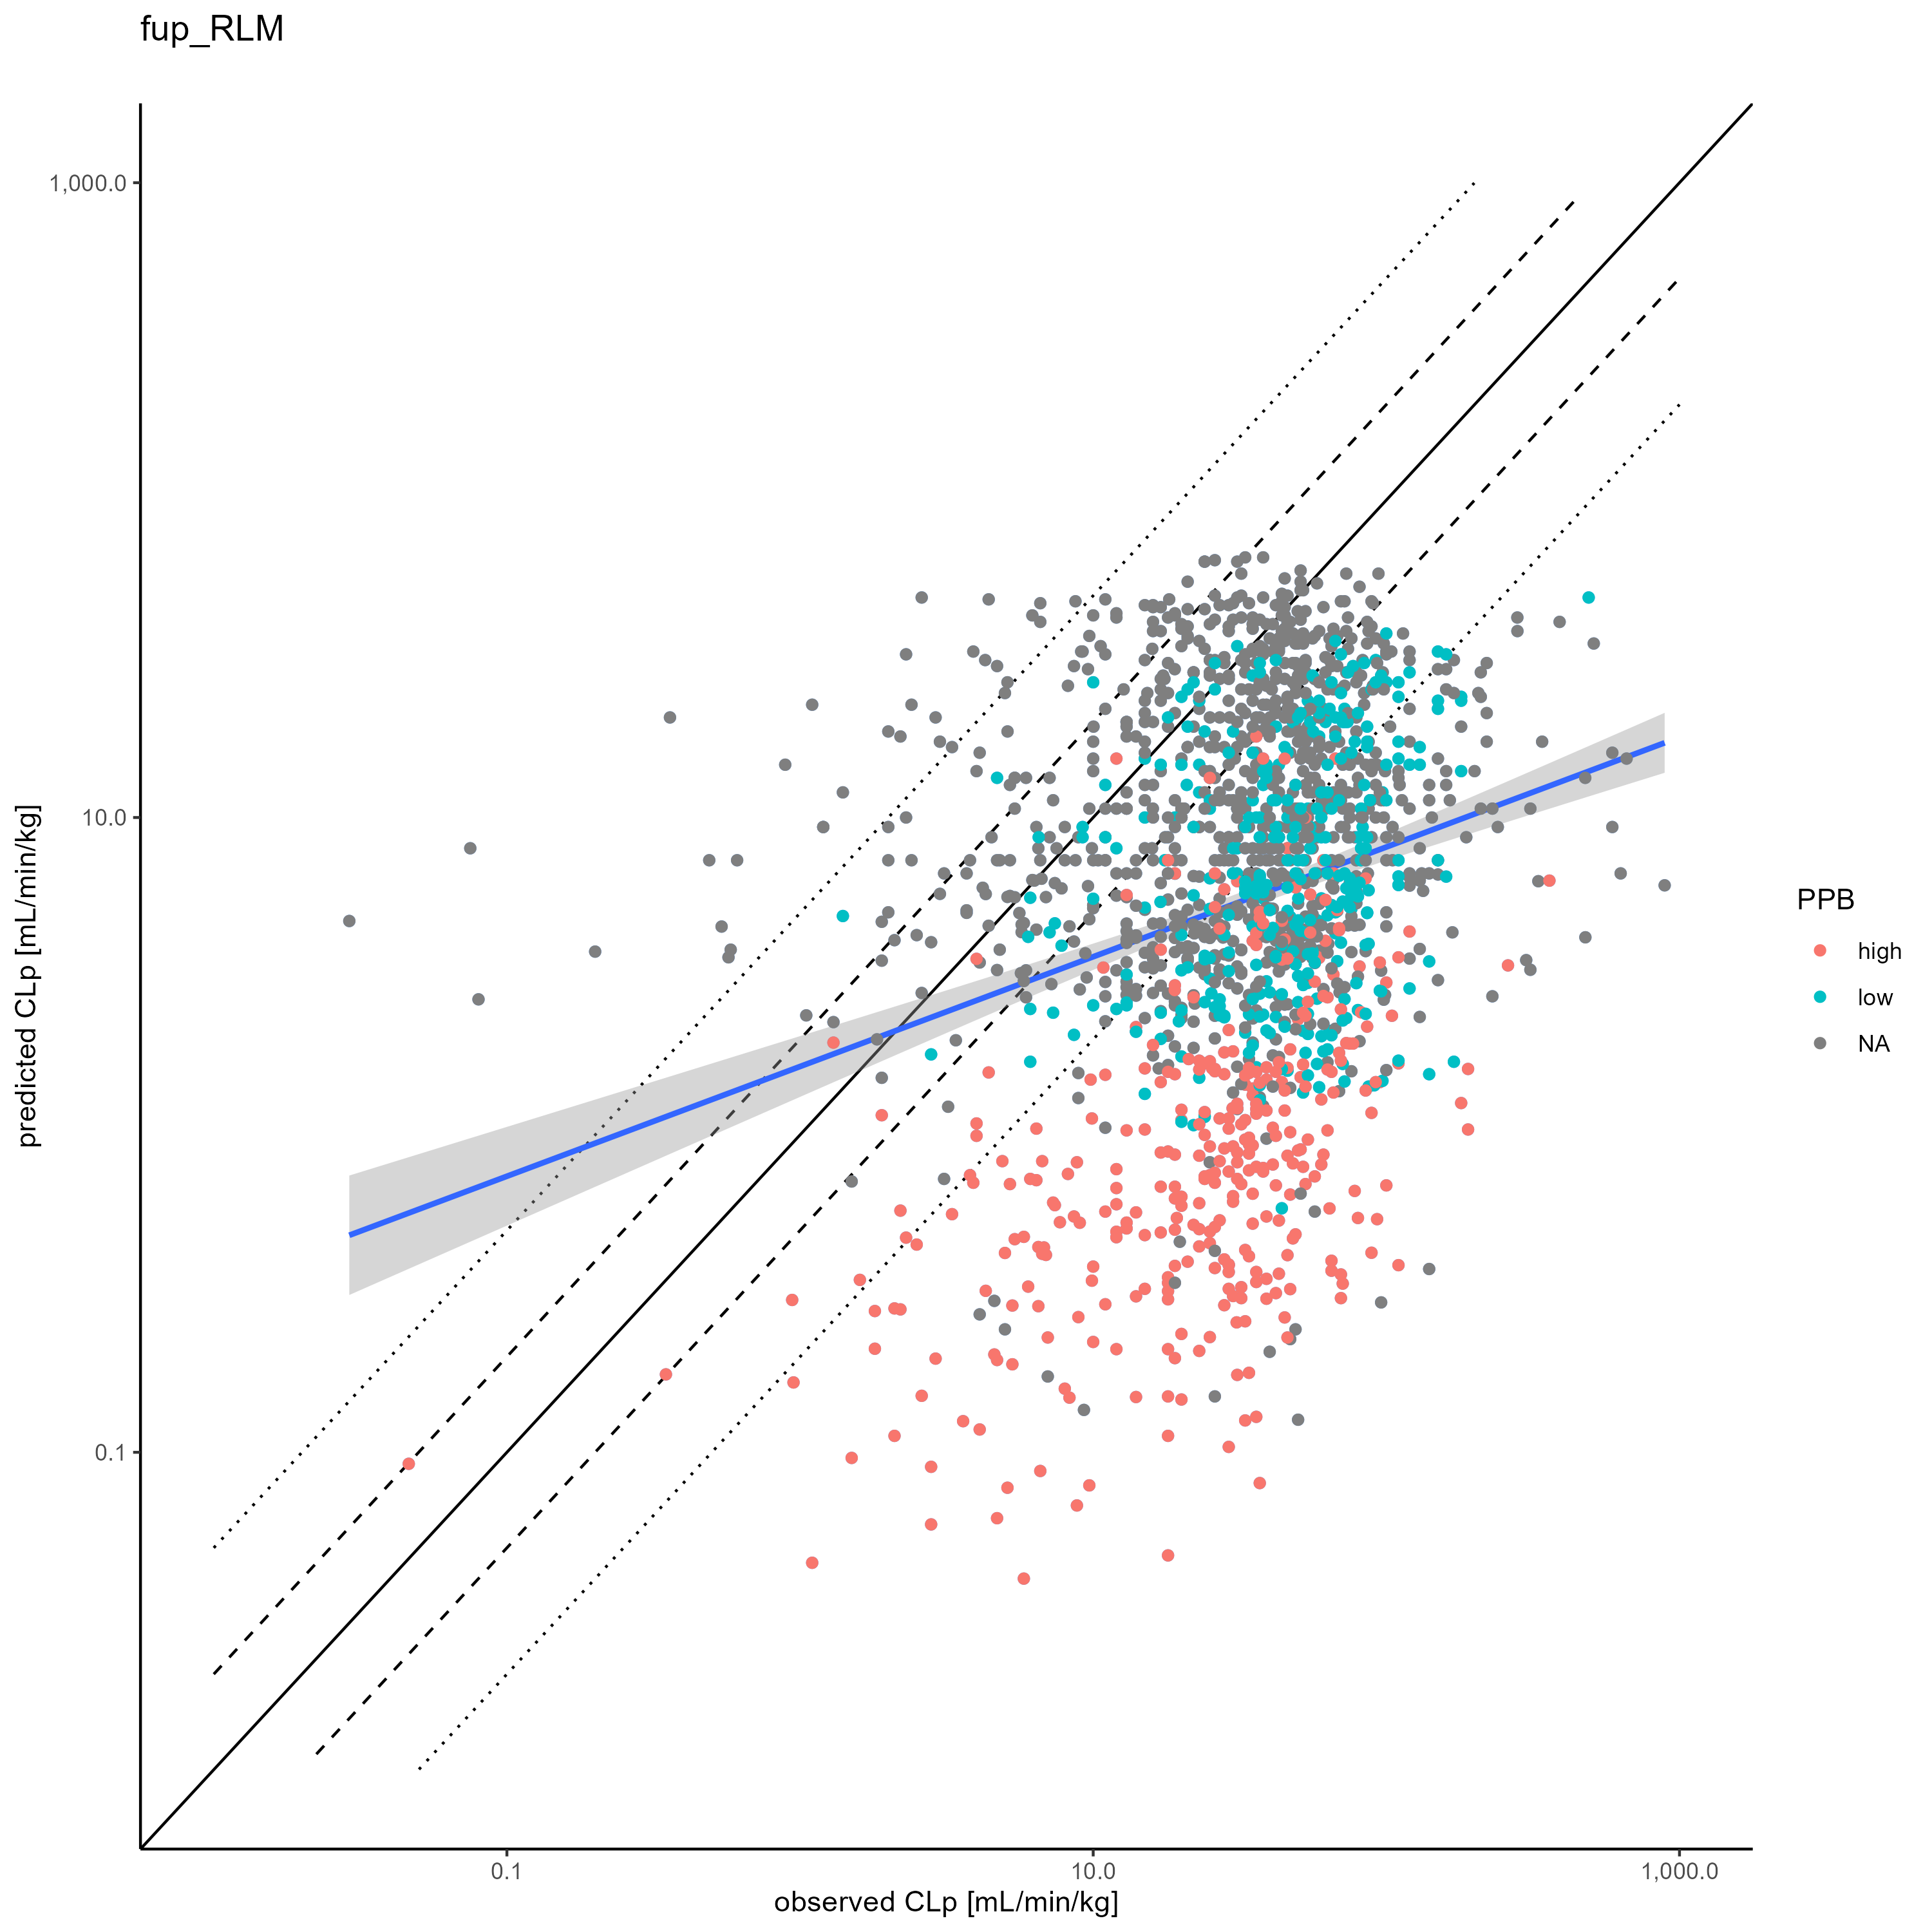 fup_RLM
1,000.0
10.0
0.1
predicted CLp [mL/min/kg]
0.1
10.0
1,000.0
observed CLp [mL/min/kg]
PPB
high
low
NA